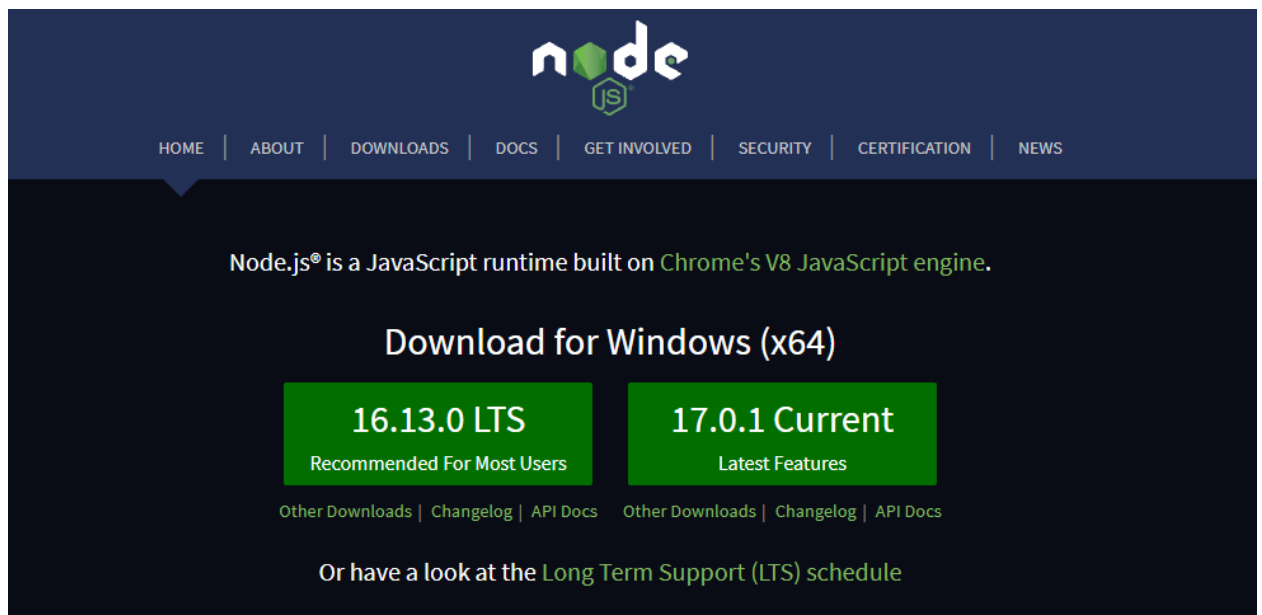 node
JS®
HOME | ABOUT | DOWNLOADS | DOCS | GET INVOLVED | SECURITY | CERTIFICATION | NEWS
Node.js® is a JavaScript runtime built on Chrome's V8 JavaScript engine.
Download for Windows (x64)
16.13.0 LTS
Recommended For Most Users
17.0.1 Current
Latest Features
Other Downloads | Changelog | API Docs
Other Downloads | Changelog | API Docs
Or have a look at the Long Term Support (LTS) schedule